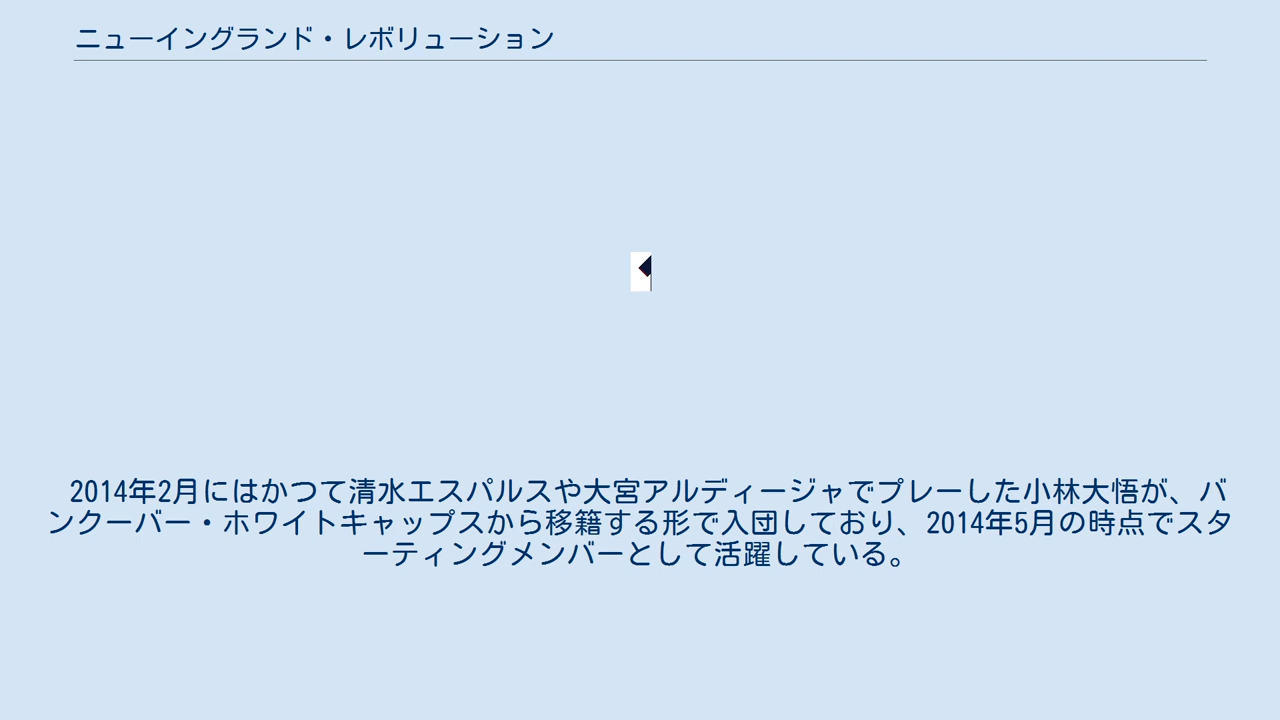 ニューイングランド・レボリューション
2014年2月にはかつて清水エスパルスや大宮アルディージャでプレーした小林大悟が、バ
ンクーバー・ホワイトキャップスから移籍する形で入団しており、2014年5月の時点でスタ
ーティングメンバーとして活躍している。